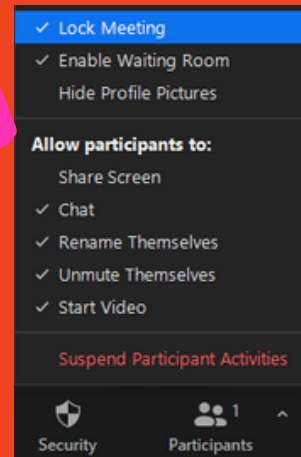 ✓ Lock Meeting
✓ Enable Waiting Room
Hide Profile Pictures
Allow participants to:
Share Screen
✓ Chat
✓ Rename Themselves
✓ Unmute Themselves
✓ Start Video
Suspend Participant Activities
1
Security Participants